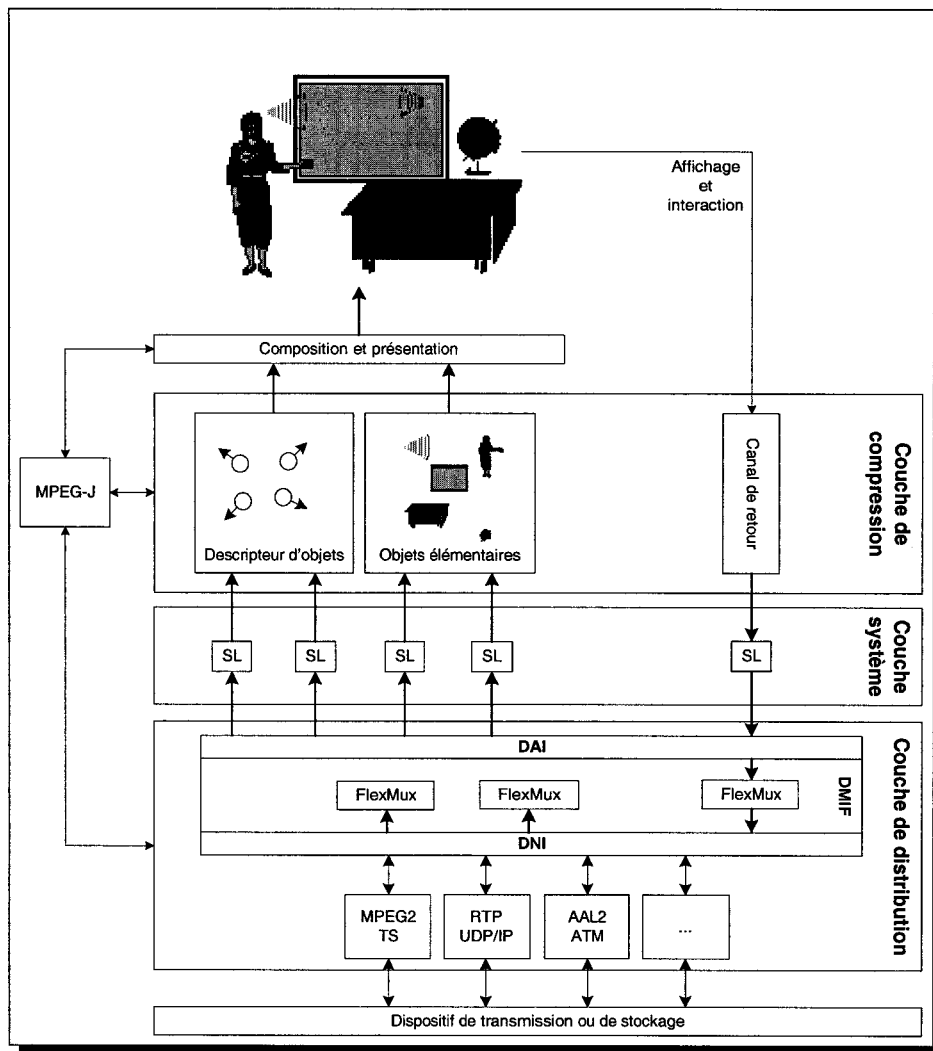 Affichage
et
interaction
Composition et présentation
MPEG-J
Descripteur d'objets
Objets élémentaires
Canal de retour
Couche de
compression
SL
SL
SL
SL
SL
Couche
système
DAI
FlexMux
FlexMux
FlexMux
DMIF
DNI
Couche de distribution
MPEG2
TS
RTP
UDP/IP
AAL2
ATM
...
Dispositif de transmission ou de stockage